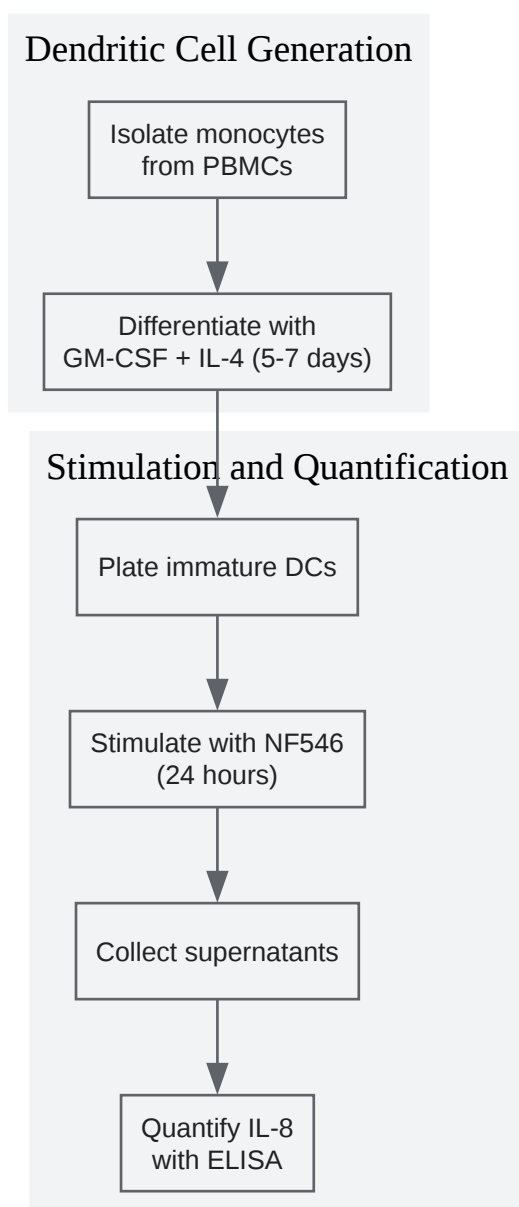 Dendritic Cell Generation
Isolate monocytes
from PBMCs
Differentiate with
GM-CSF + IL-4 (5-7 days)
Stimulation and Quantification
Plate immature DCs
Stimulate with NF546
(24 hours)
Collect supernatants
Quantify IL-8
with ELISA